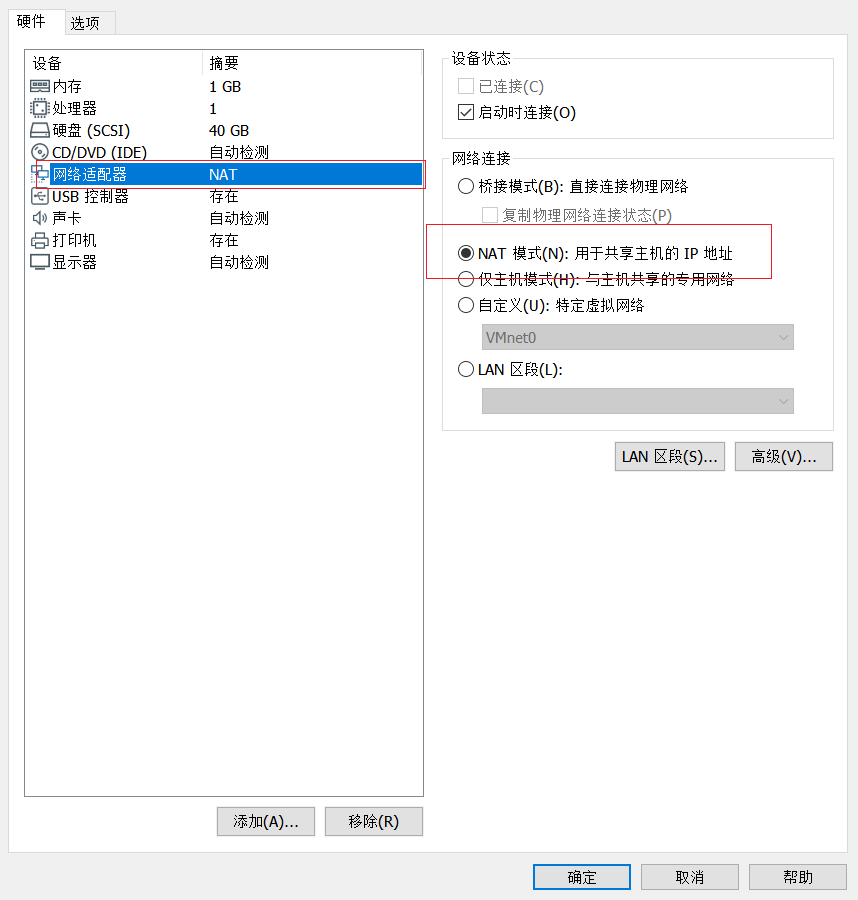 硬件 选项
设备 摘要
内存 1 GB
处理器 1
硬盘 (SCSI) 40 GB
CD/DVD (IDE) 自动检测
网络适配器 NAT
USB 控制器 存在
声卡 自动检测
打印机 存在
显示器 自动检测
添加(A)... 移除(R)
设备状态
已连接(C)
启动时连接(O)
网络连接
桥接模式(B): 直接连接物理网络
复制物理网络连接状态(P)
NAT 模式(N): 用于共享主机的 IP 地址
仅主机模式(H): 与主机共享的专用网络
自定义(U): 特定虚拟网络
VMnet0
LAN 区段(L):
LAN 区段(S)... 高级(V)...
确定 取消 帮助